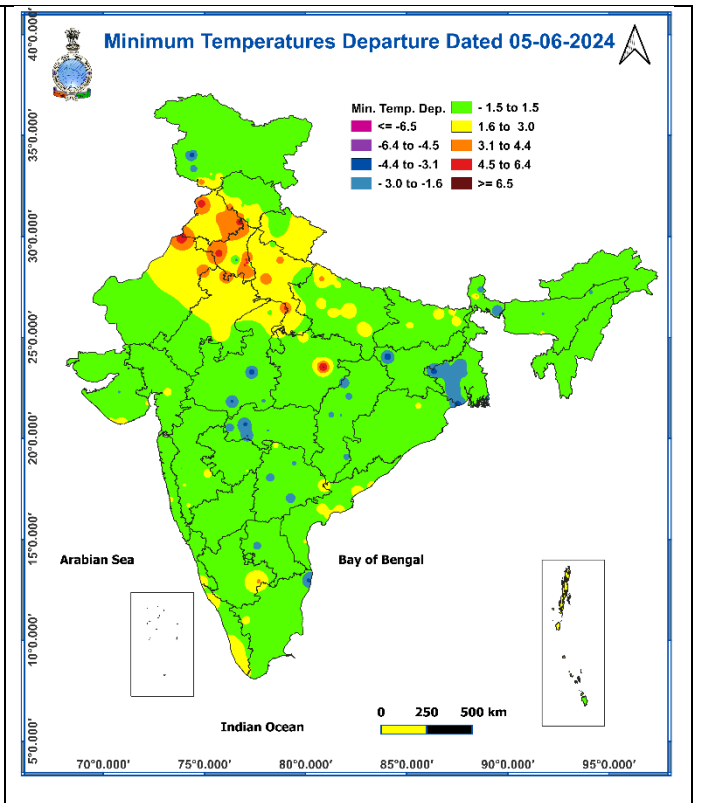 Minimum Temperatures Departure Dated 05-06-2024
Min. Temp. Dep.
<= -6.5
-6.4 to -4.5
-4.4 to -3.1
- 3.0 to -1.6
- 1.5 to 1.5
1.6 to 3.0
3.1 to 4.4
4.5 to 6.4
>= 6.5
40°0.000'
35°0.000'
30°0.000'
25°0.000'
20°0.000'
15°0.000'
10°0.000'
5°0.000'
Arabian Sea
Bay of Bengal
Indian Ocean
0 250 500 km
70°0.000' 75°0.000' 80°0.000' 85°0.000' 90°0.000' 95°0.000'